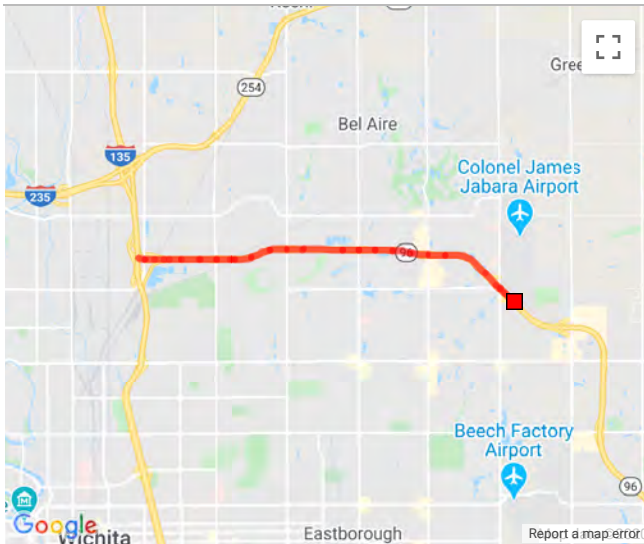 254
Gree
Bel Aire
135
Colonel James
Jabara Airport
235
96
Beech Factory
Airport
96
Google
Wichita
Eastborough
Report a map error